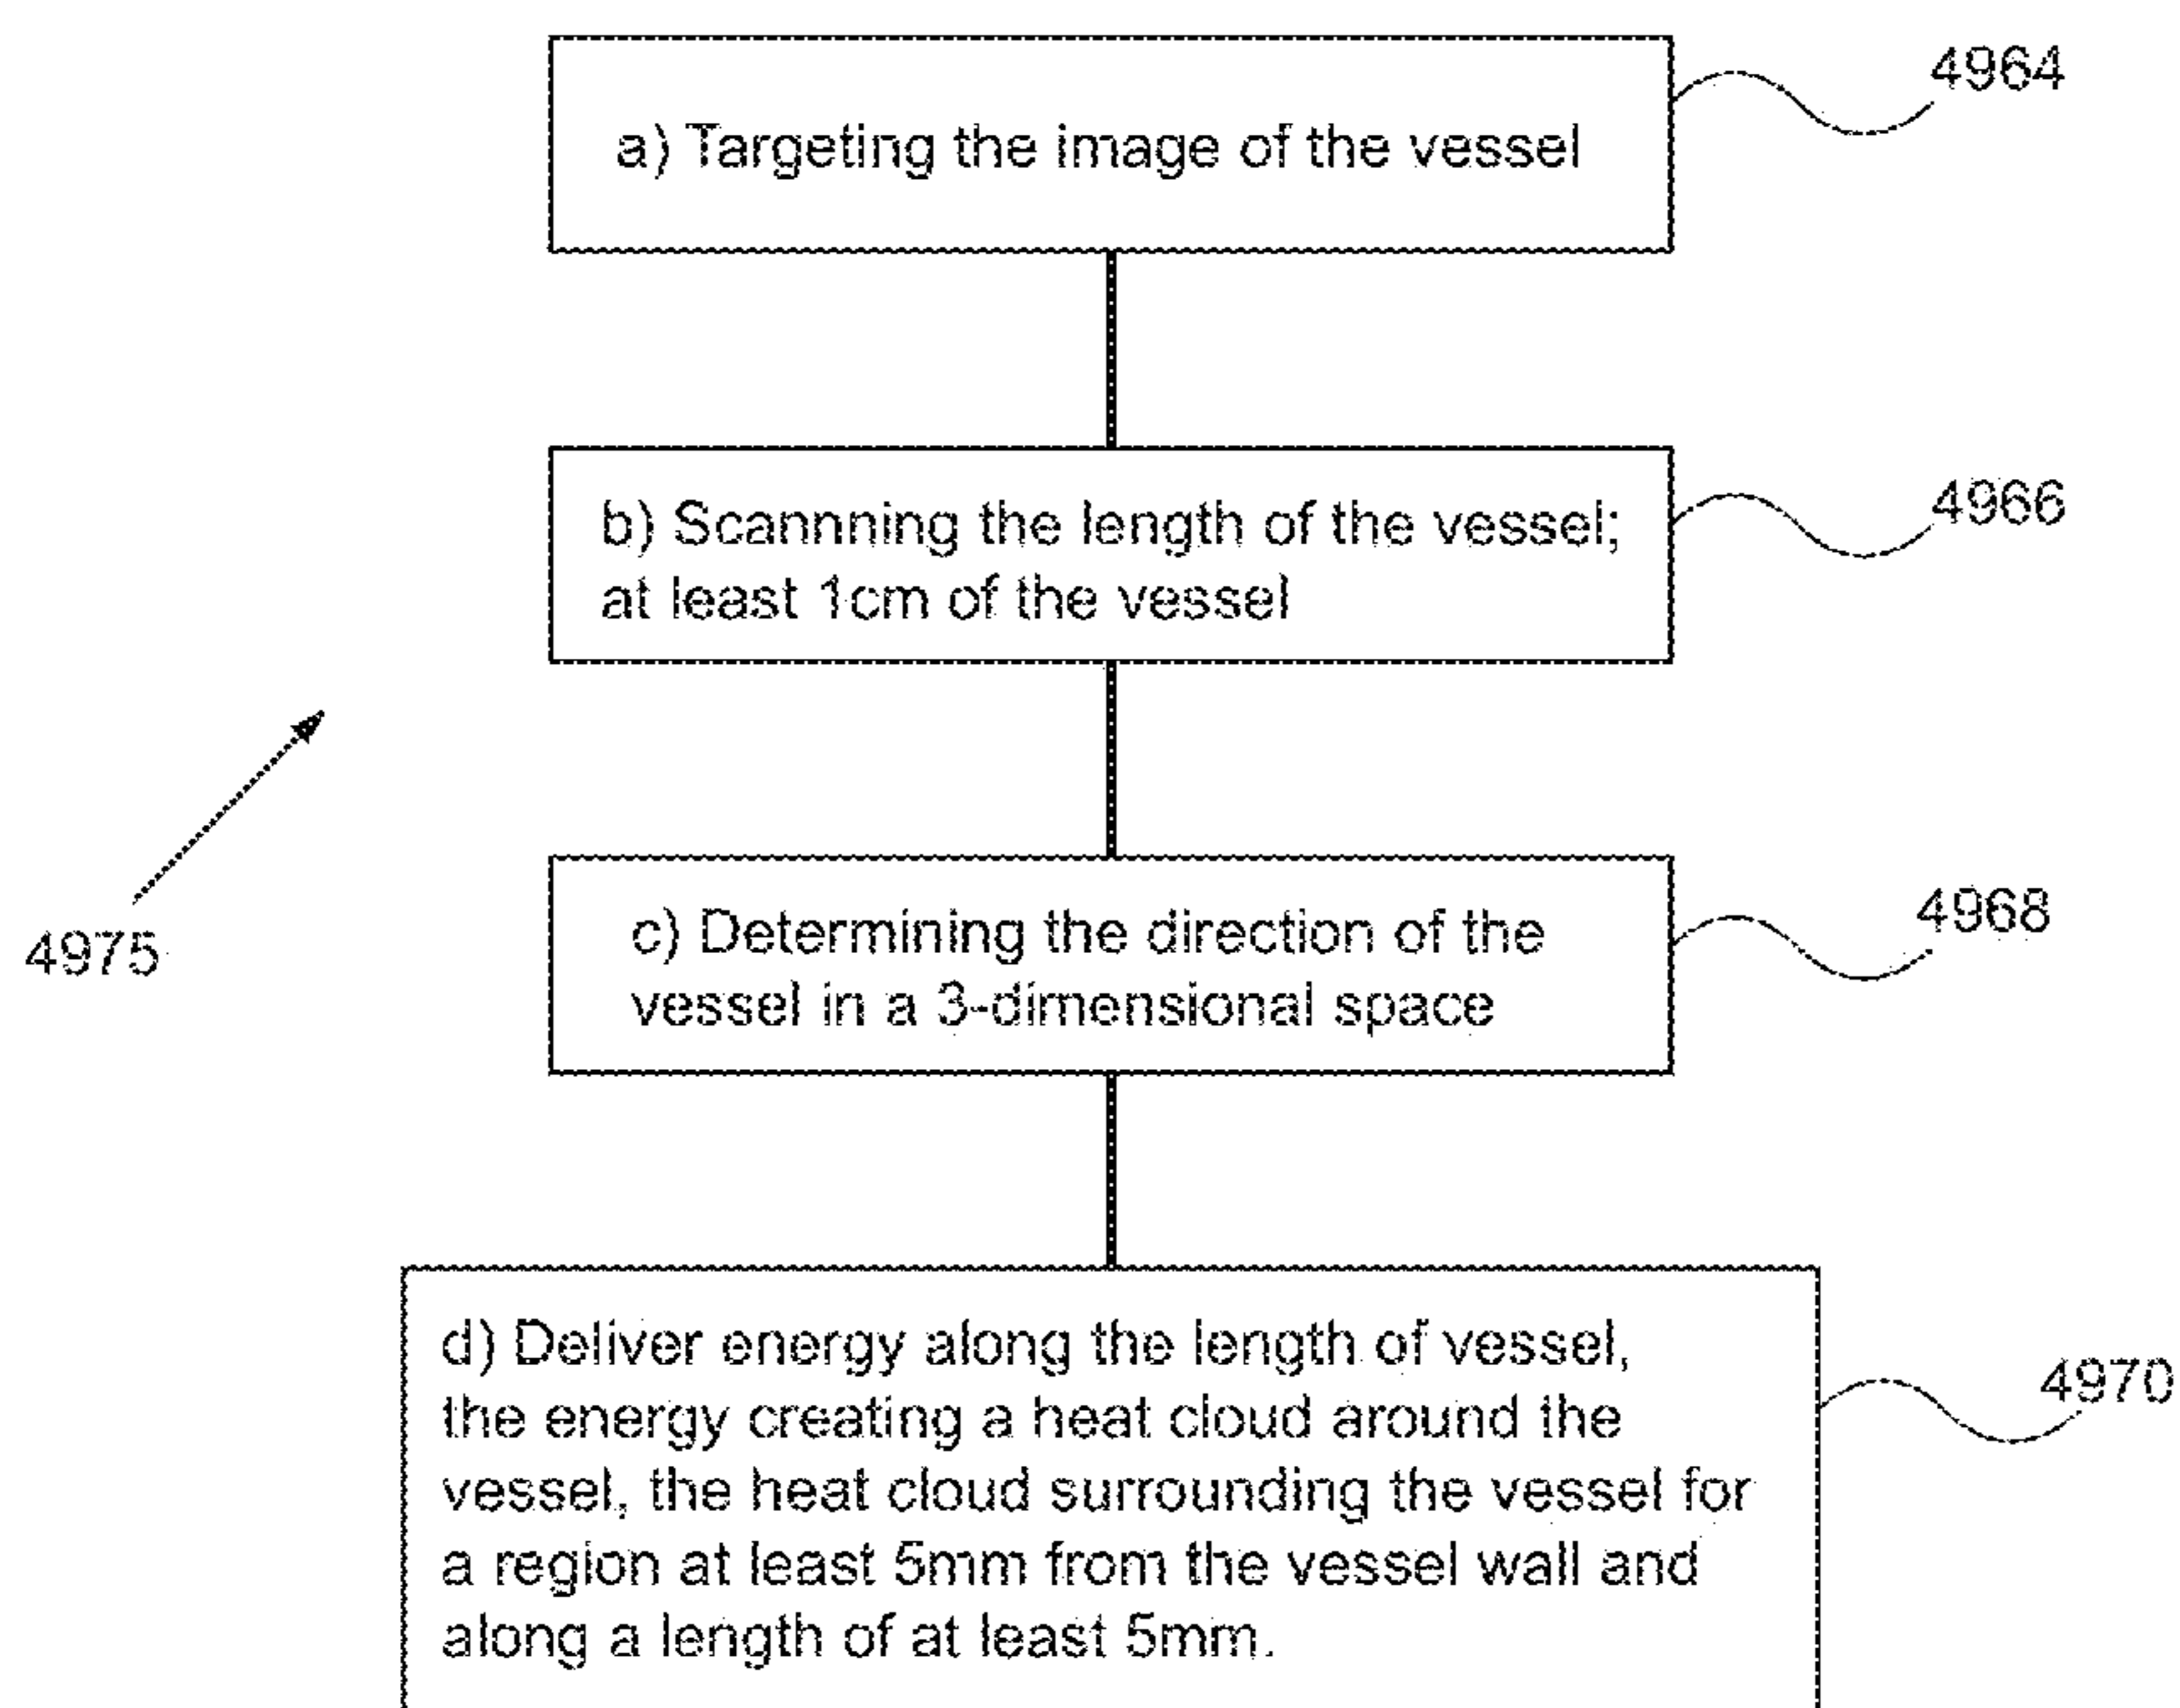 a) Targeting the image of the vessel
4964
b) Scannning the length of the vessel;
at least 1cm of the vessel
4966
c) Determining the direction of the
vessel in a 3-dimensional space
4968
4975
d) Deliver energy along the length of vessel,
the energy creating a heat cloud around the
vessel, the heat cloud surrounding the vessel for
a region at least 5mm from the vessel wall and
along a length of at least 5mm.
4970